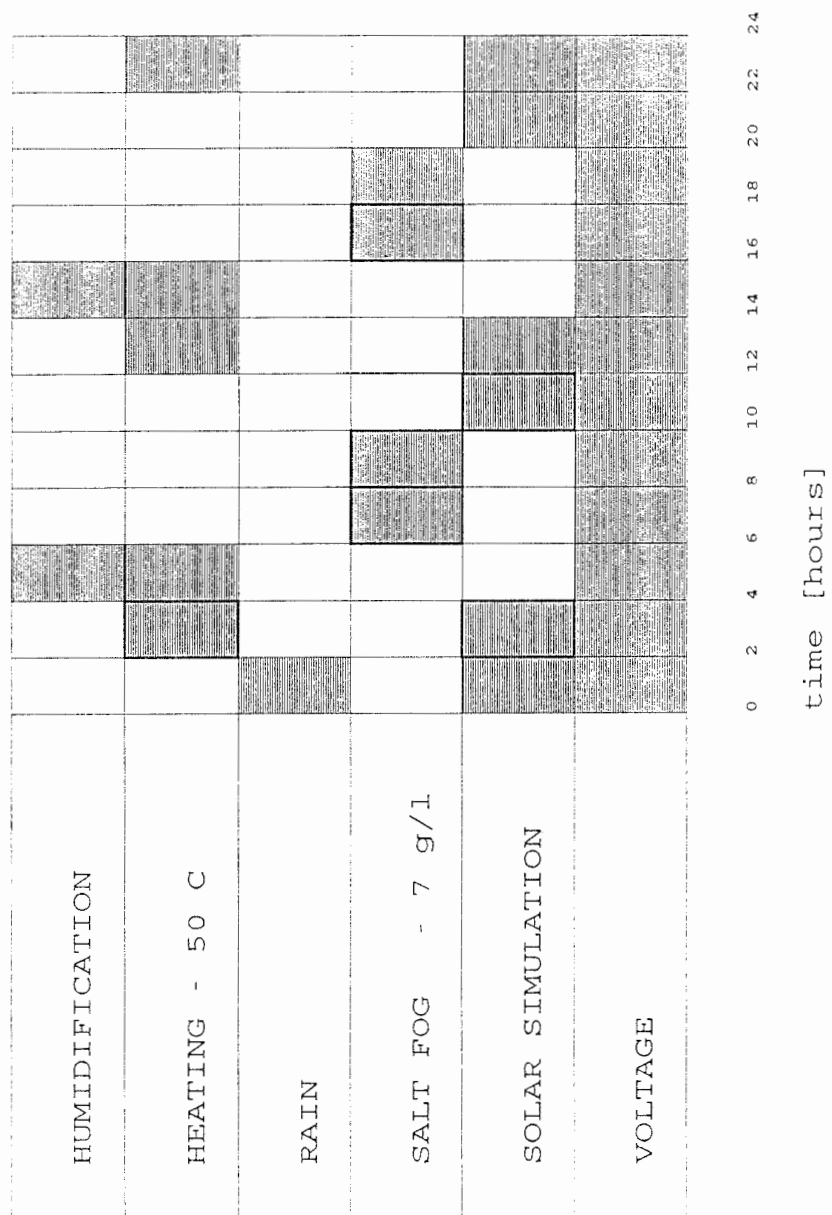 HUMIDIFICATION
HEATING - 50 C
RAIN
SALT FOG - 7 g/l
SOLAR SIMULATION
VOLTAGE
0 2 4 6 8 10 12 14 16 18 20 22 24
time [hours]